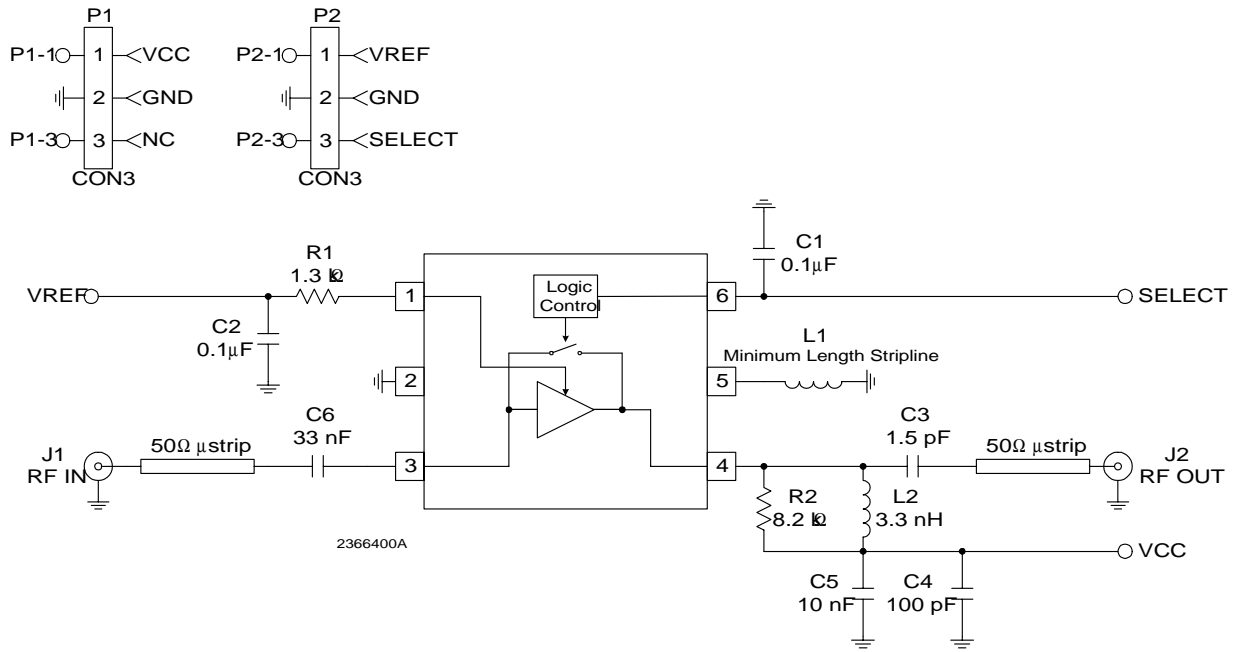 P1
P1-1 1 VCC
2 GND
P1-3 3 NC
CON3
P2
P2-1 1 VREF
2 GND
P2-3 3 SELECT
CON3
VREF
R1
1.3 kΩ
C2
0.1µF
1
2
3
Logic
Control
6
5
4
C1
0.1µF
SELECT
L1
Minimum Length Stripline
J1
RF IN
50Ω µstrip
C6
33 nF
C3
1.5 pF
50Ω µstrip
J2
RF OUT
R2
8.2 kΩ
L2
3.3 nH
VCC
C5
10 nF
C4
100 pF
2366400A